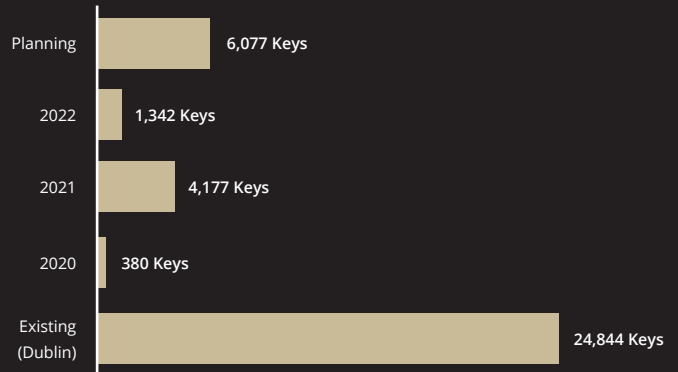 Planning 6,077 Keys
2022 1,342 Keys
2021 4,177 Keys
2020 380 Keys
Existing
(Dublin) 24,844 Keys